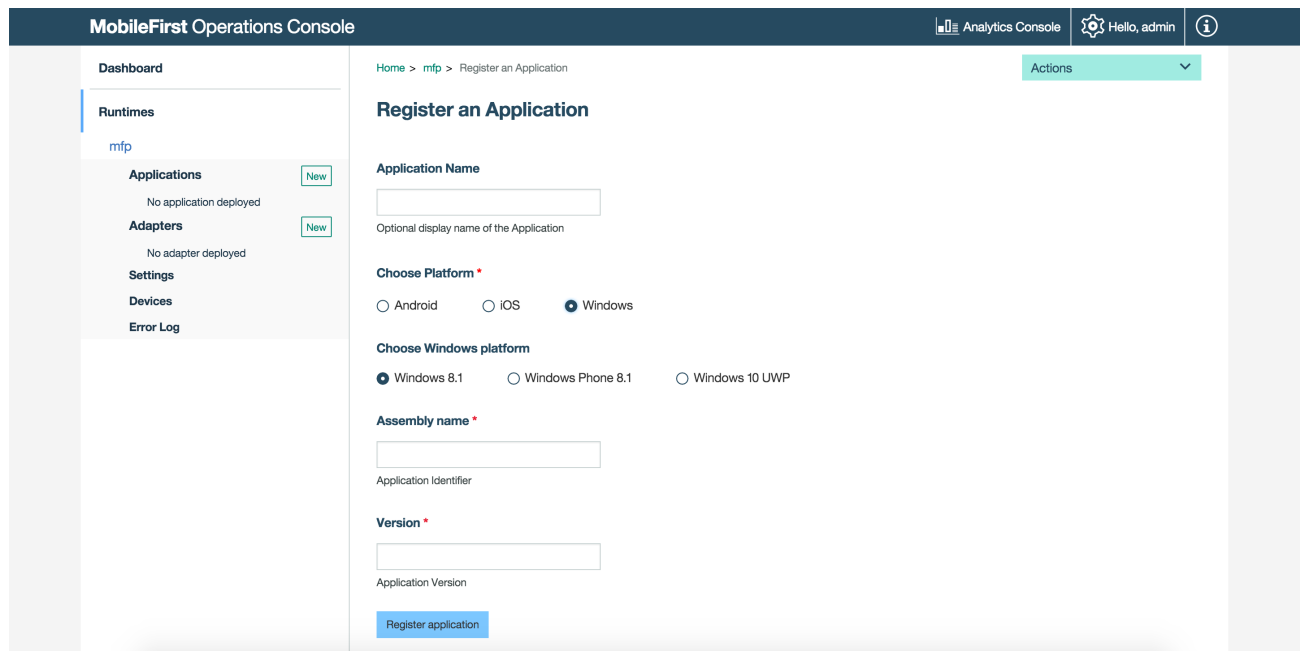 MobileFirst Operations Console
Analytics Console
Hello, admin
Dashboard
Runtimes
mfp
Applications New
No application deployed
Adapters New
No adapter deployed
Settings
Devices
Error Log
Home > mfp > Register an Application
Actions
Register an Application
Application Name
Optional display name of the Application
Choose Platform *
Android iOS Windows
Choose Windows platform
Windows 8.1 Windows Phone 8.1 Windows 10 UWP
Assembly name *
Application Identifier
Version *
Application Version
Register application